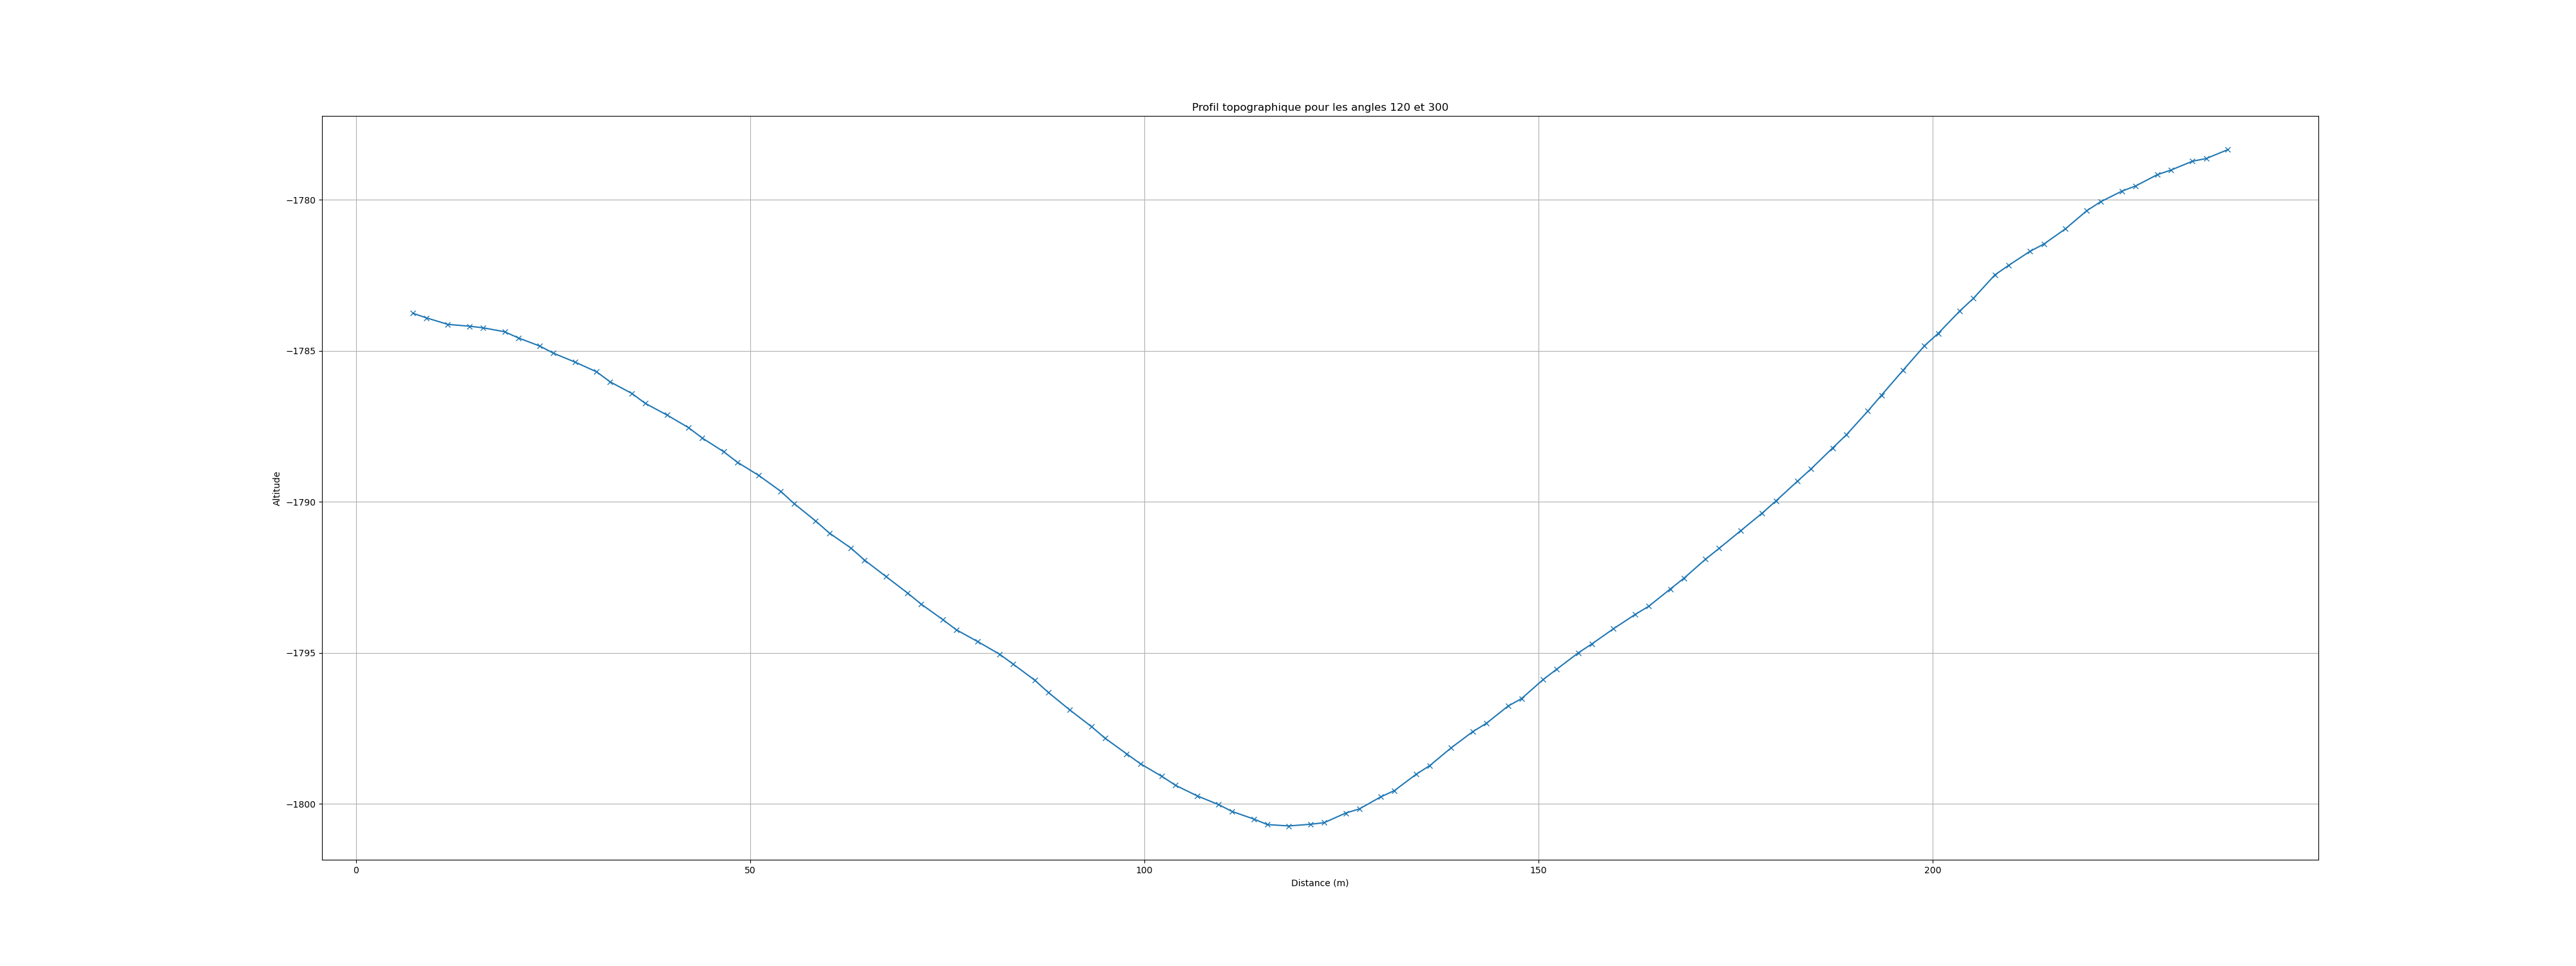 Profil topographique pour les angles 120 et 300
−1780
−1785
−1790
−1795
−1800
Altitude
0 50 100 150 200
Distance (m)